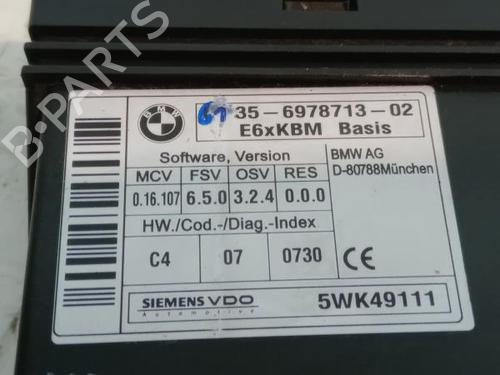 B-PARTS
BMW
61 35-6978713-02
E6xKBM Basis
Software, Version
MCV FSV OSV RES
0.16.107 6.5.0 3.2.4 0.0.0
HW./Cod.-/Diag.-Index
C4 07 0730
BMW AG
D-80788München
CE
SIEMENS VDO
Automotive
5WK49111